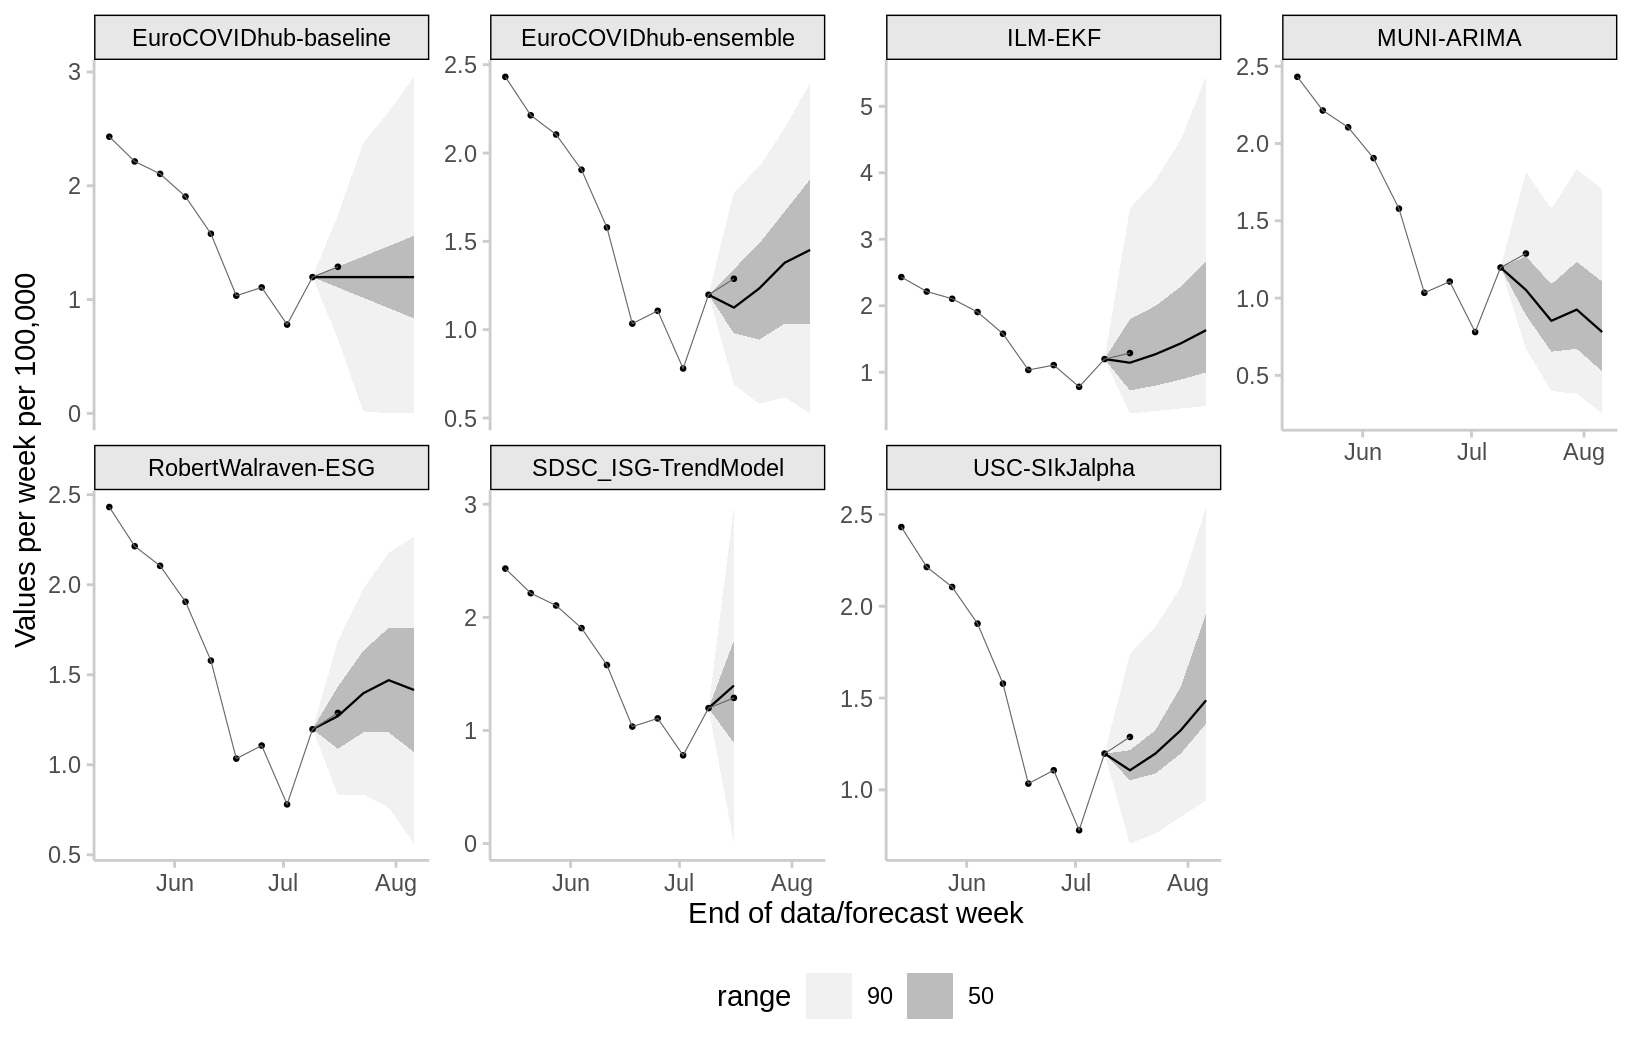 EuroCOVIDhub-baseline
EuroCOVIDhub-ensemble
ILM-EKF
MUNI-ARIMA
3
2
1
0
2.5
2.0
1.5
1.0
0.5
5
4
3
2
1
2.5
2.0
1.5
1.0
0.5
Jun Jul Aug
Values per week per 100,000
RobertWalraven-ESG
SDSC_ISG-TrendModel
USC-SIkJalpha
2.5
2.0
1.5
1.0
0.5
3
2
1
0
2.5
2.0
1.5
1.0
Jun Jul Aug
Jun Jul Aug
Jun Jul Aug
End of data/forecast week
range 90 50